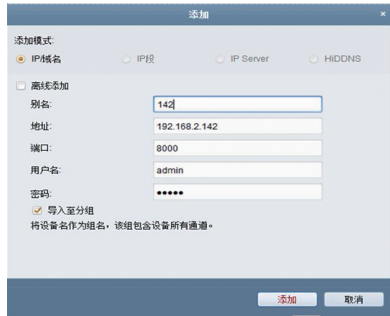 添加
添加模式:
IP/域名 IP段 IP Server HiDDNS
离线添加
别名: 142
地址: 192.168.2.142
端口: 8000
用户名: admin
密码: •••••
导入至分组
将设备名作为组名，该组包含设备所有通道。
添加 取消